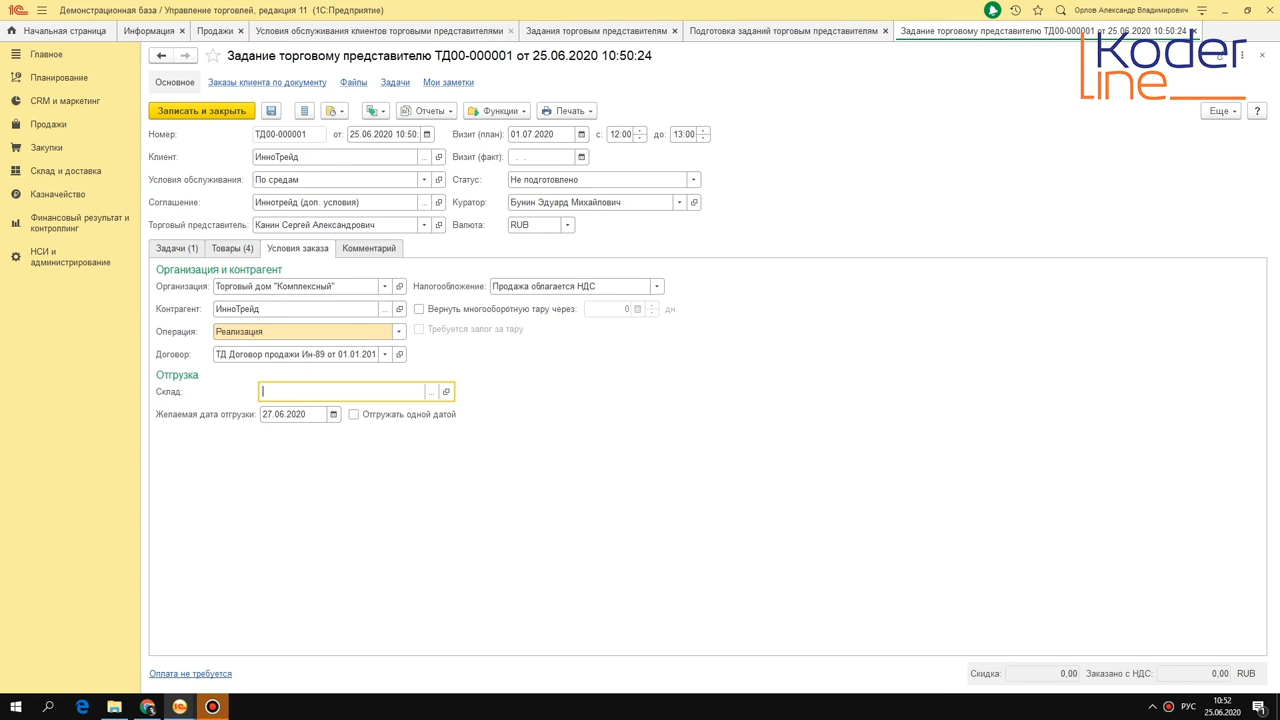 Демонстрационная база / Управление торговлей, редакция 11 (1С:Предприятие)
Орлов Александр Владимирович
Начальная страница
Информация
Продажи
Условия обслуживания клиентов торговыми представителями
Задания торговым представителям
Подготовка заданий торговым представителям
Задание торговому представителю ТД00-000001 от 25.06.2020 10:50:24
Koder
line
Главное
Планирование
CRM и маркетинг
Продажи
Закупки
Склад и доставка
Казначейство
Финансовый результат и
контроллинг
НСИ и
администрирование
Задание торговому представителю ТД00-000001 от 25.06.2020 10:50:24
Основное Заказы клиента по документу Файлы Задачи Мои заметки
Записать и закрыть Отчеты Функции Печать Еще ?
Номер: ТД00-000001 от: 25.06.2020 10:50: Визит (план): 01.07.2020 с: 12:00 до: 13:00
Клиент: ИнноТрейд Визит (факт): . .
Условия обслуживания: По средам Статус: Не подготовлено
Соглашение: Иннотрейд (доп. условия) Куратор: Бунин Эдуард Михайлович
Торговый представитель: Канин Сергей Александрович Валюта: RUB
Задачи (1) Товары (4) Условия заказа Комментарий
Организация и контрагент
Организация: Торговый дом "Комплексный" Налогообложение: Продажа облагается НДС
Контрагент: ИнноТрейд Вернуть многооборотную тару через: 0 дн.
Операция: Реализация Требуется залог за тару
Договор: ТД Договор продажи Ин-89 от 01.01.201
Отгрузка
Склад:
Желаемая дата отгрузки: 27.06.2020 Отгружать одной датой
Оплата не требуется Скидка: 0,00 Заказано с НДС: 0,00 RUB
РУС
10:52
25.06.2020